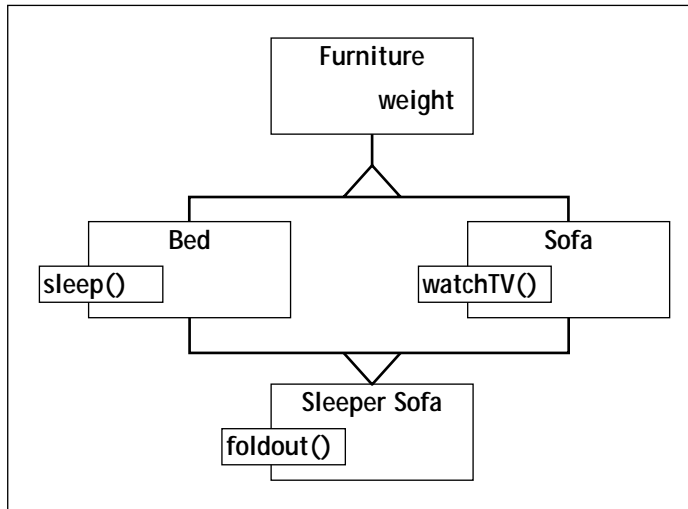 Furniture
weight
Bed
sleep()
Sofa
watchTV()
Sleeper Sofa
foldout()